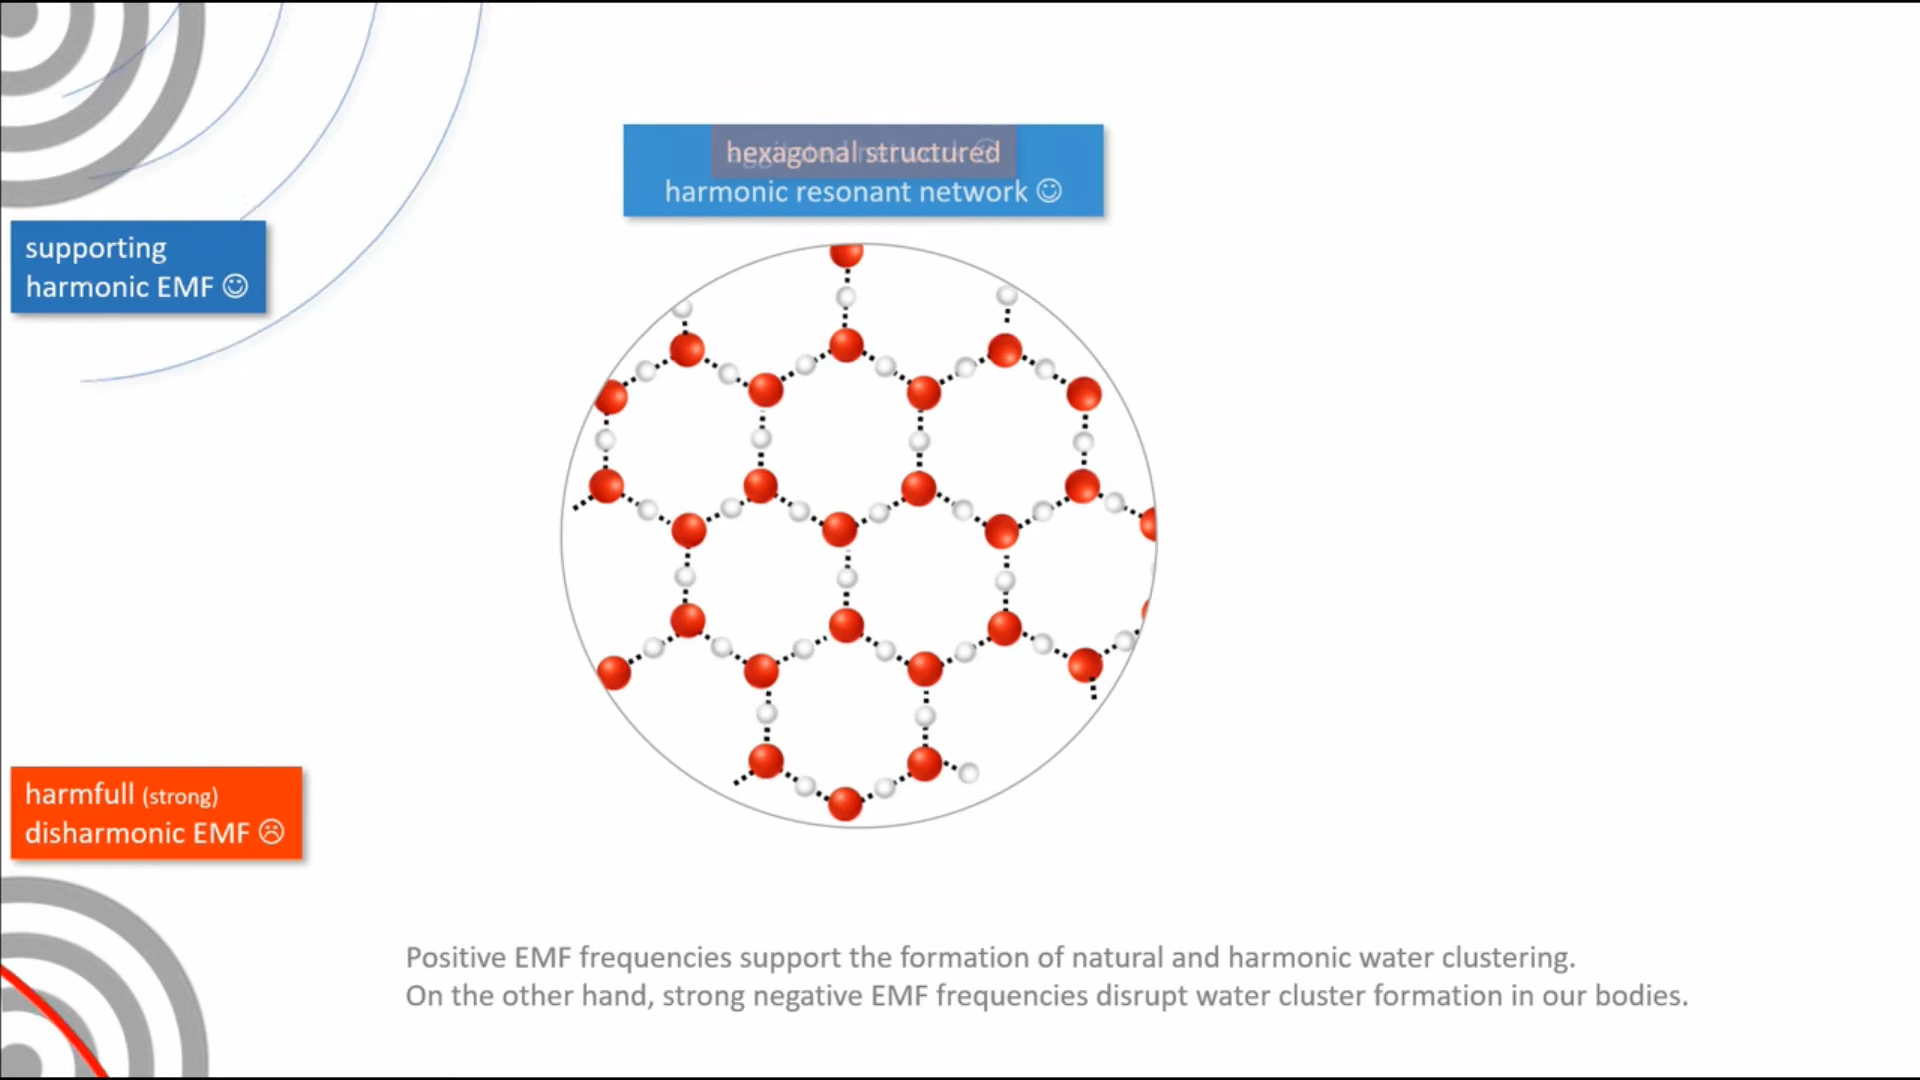 hexagonal structured
harmonic resonant network ☺
supporting
harmonic EMF ☺
harmfull (strong)
disharmonic EMF ☹
Positive EMF frequencies support the formation of natural and harmonic water clustering.
On the other hand, strong negative EMF frequencies disrupt water cluster formation in our bodies.